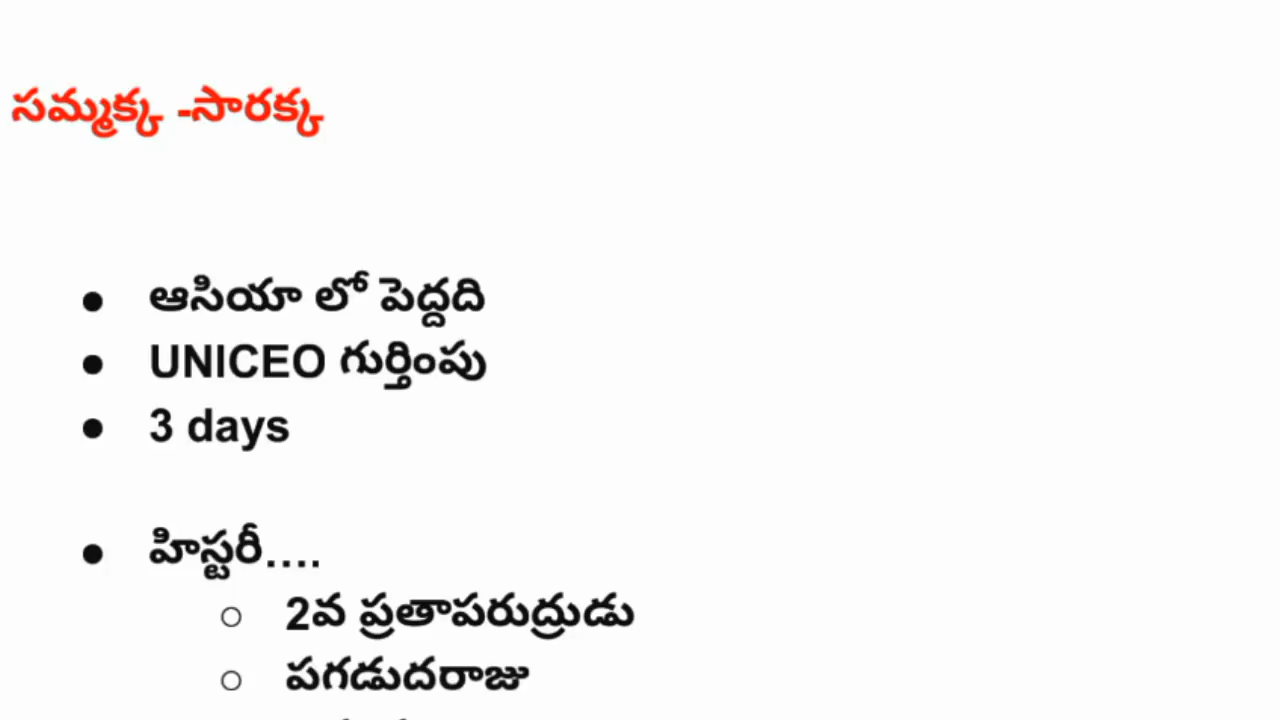 సమ్మక్క -సారక్క
● ఆసియా లో పెద్దది
● UNICEO గుర్తింపు
● 3 days
● హిస్టరీ....
○ 2వ ప్రతాపరుద్రుడు
○ పగడుదరాజు